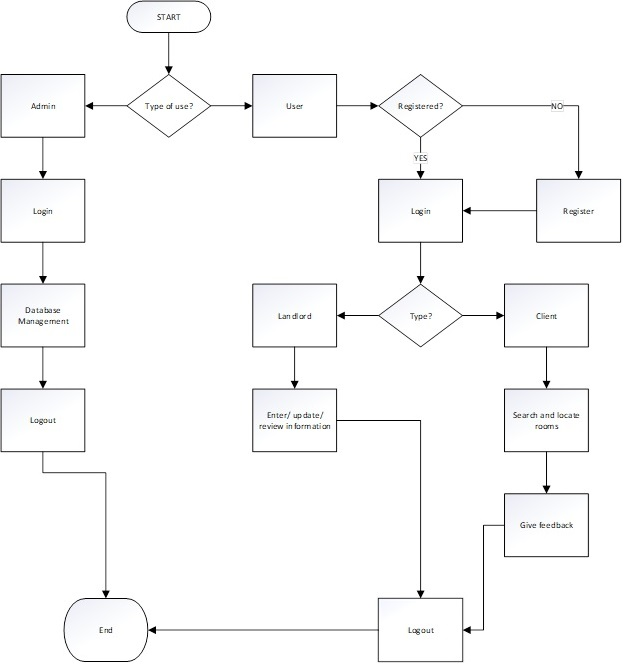 START
Admin
Type of use?
User
Registered?
NO
YES
Login
Login
Register
Database
Management
Landlord
Type?
Client
Logout
Enter/ update/
review information
Search and locate
rooms
Give feedback
End
Logout